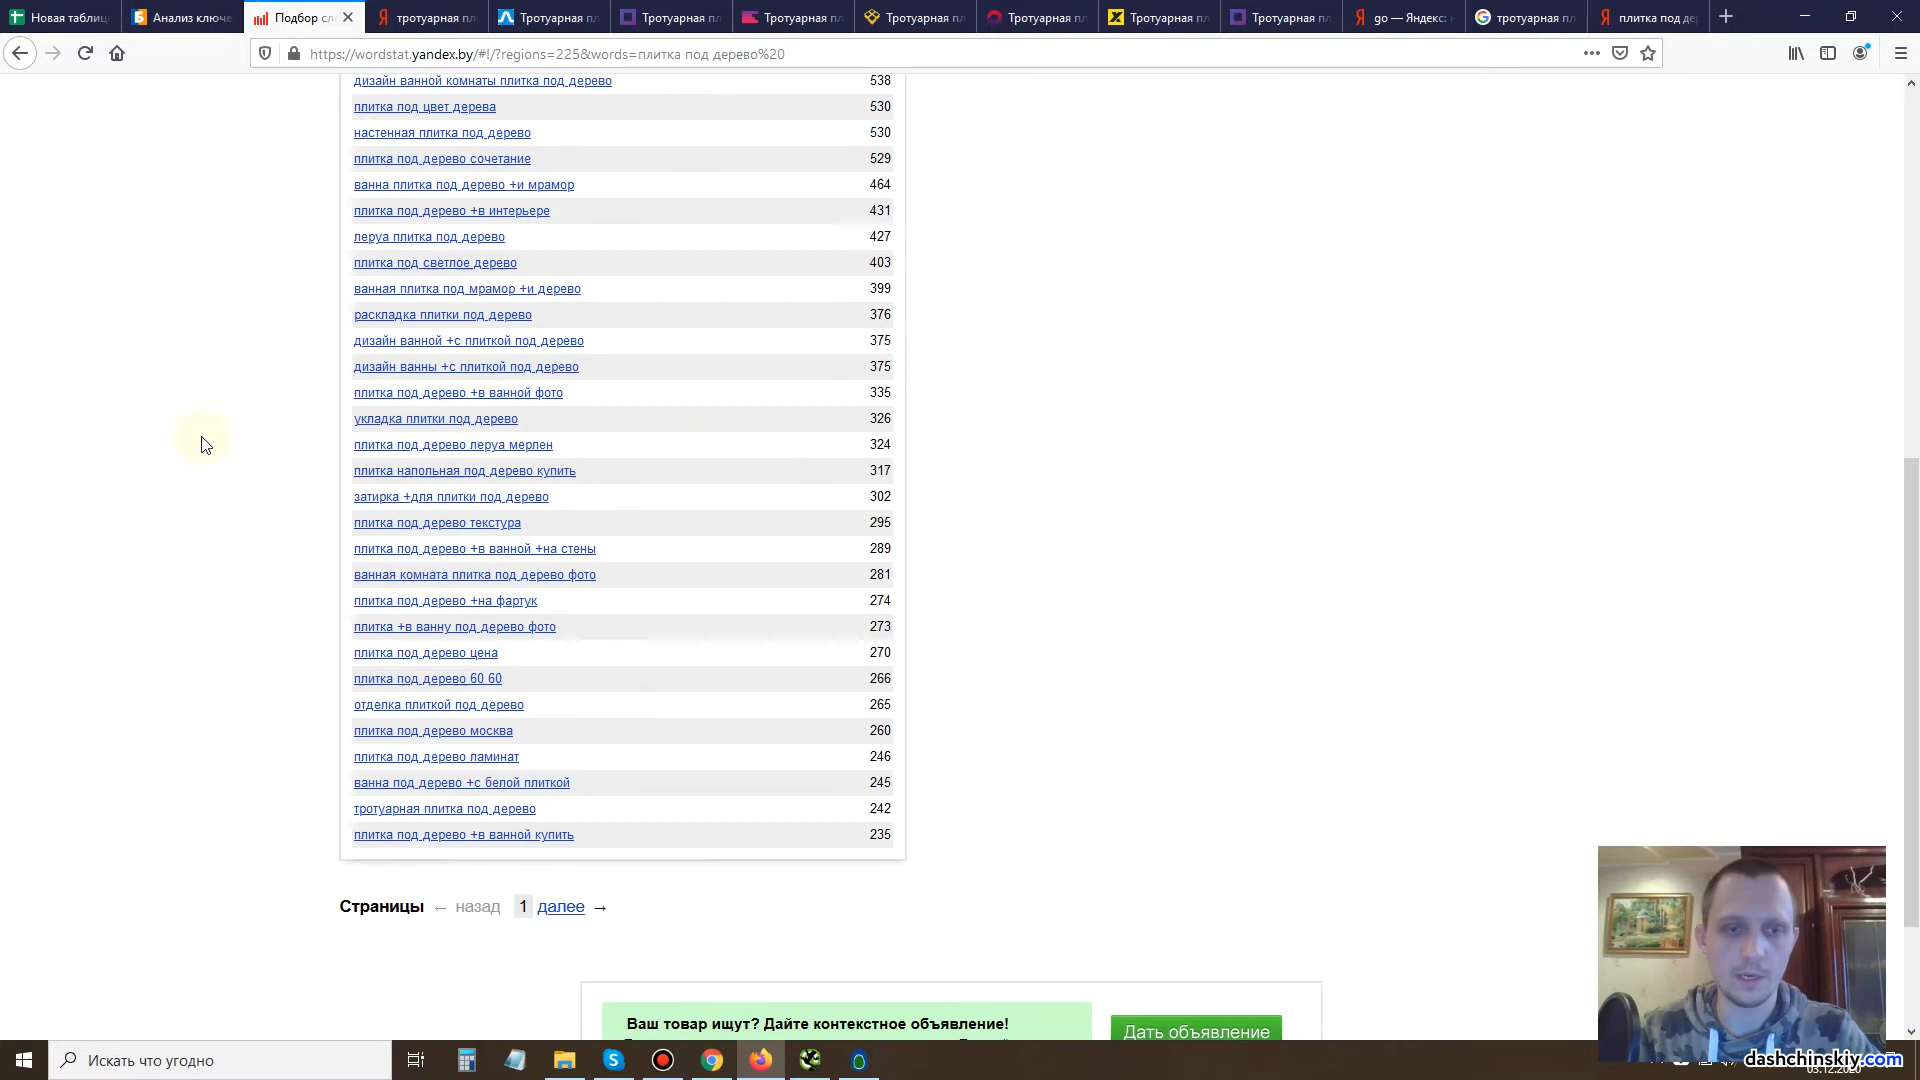 Новая таблиц
Анализ ключе
Подбор сл
тротуарная пл
Тротуарная пл
Тротуарная пл
Тротуарная пл
Тротуарная пл
Тротуарная пл
Тротуарная пл
Тротуарная пл
go — Яндекс:
тротуарная пл
плитка под де
https://wordstat.yandex.by/#!/?regions=225&words=плитка под дерево%20
дизайн ванной комнаты плитка под дерево 538
плитка под цвет дерева 530
настенная плитка под дерево 530
плитка под дерево сочетание 529
ванна плитка под дерево +и мрамор 464
плитка под дерево +в интерьере 431
леруа плитка под дерево 427
плитка под светлое дерево 403
ванная плитка под мрамор +и дерево 399
раскладка плитки под дерево 376
дизайн ванной +с плиткой под дерево 375
дизайн ванны +с плиткой под дерево 375
плитка под дерево +в ванной фото 335
укладка плитки под дерево 326
плитка под дерево леруа мерлен 324
плитка напольная под дерево купить 317
затирка +для плитки под дерево 302
плитка под дерево текстура 295
плитка под дерево +в ванной +на стены 289
ванная комната плитка под дерево фото 281
плитка под дерево +на фартук 274
плитка +в ванну под дерево фото 273
плитка под дерево цена 270
плитка под дерево 60 60 266
отделка плиткой под дерево 265
плитка под дерево москва 260
плитка под дерево ламинат 246
ванна под дерево +с белой плиткой 245
тротуарная плитка под дерево 242
плитка под дерево +в ванной купить 235
Страницы ← назад 1 далее →
Ваш товар ищут? Дайте контекстное объявление!
Дать объявление
Искать что угодно
dashchinskiy.com
03.12.2020